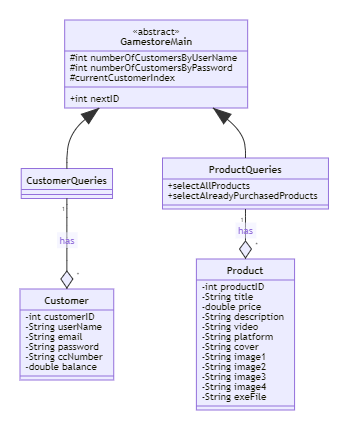 «abstract»
GamestoreMain
#int numberOfCustomersByUserName
#int numberOfCustomersByPassword
#currentCustomerIndex
+int nextID
CustomerQueries
ProductQueries
+selectAllProducts
+selectAlreadyPurchasedProducts
1
1
has
has
*
*
Customer
-int customerID
-String userName
-String email
-String password
-String ccNumber
-double balance
Product
-int productID
-String title
-double price
-String description
-String video
-String platform
-String cover
-String image1
-String image2
-String image3
-String image4
-String exeFile